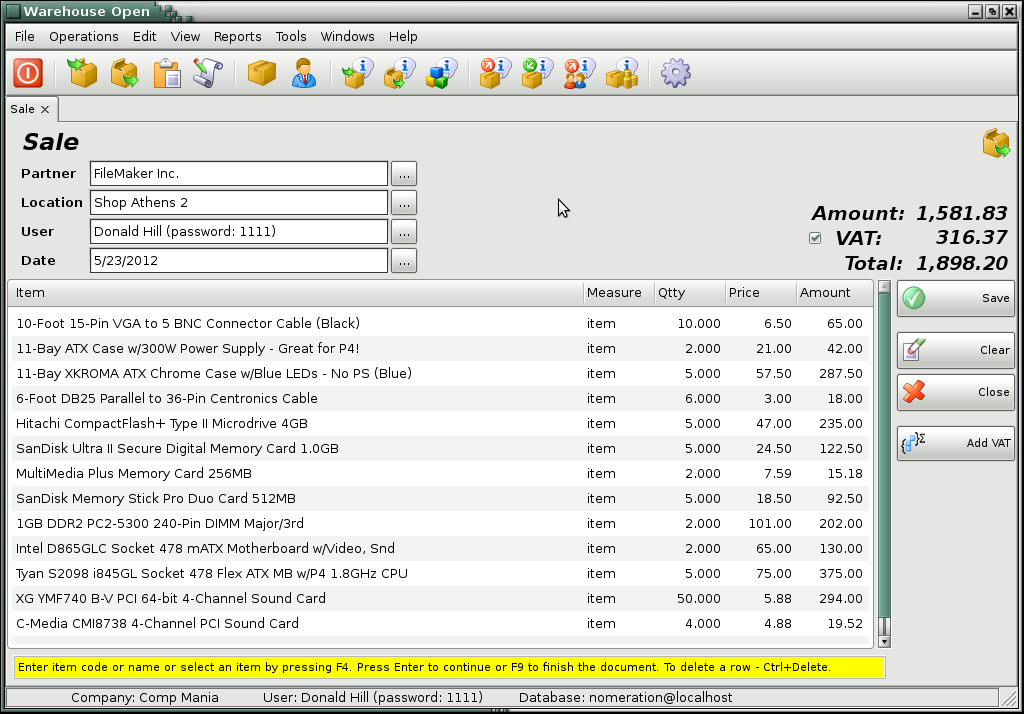 Warehouse Open
File Operations Edit View Reports Tools Windows Help
Sale
Sale
Partner FileMaker Inc. ...
Location Shop Athens 2 ...
User Donald Hill (password: 1111) ...
Date 5/23/2012 ...
Amount: 1,581.83
VAT: 316.37
Total: 1,898.20
Item Measure Qtty Price Amount
10-Foot 15-Pin VGA to 5 BNC Connector Cable (Black) item 10.000 6.50 65.00
11-Bay ATX Case w/300W Power Supply - Great for P4! item 2.000 21.00 42.00
11-Bay XKROMA ATX Chrome Case w/Blue LEDs - No PS (Blue) item 5.000 57.50 287.50
6-Foot DB25 Parallel to 36-Pin Centronics Cable item 6.000 3.00 18.00
Hitachi CompactFlash+ Type II Microdrive 4GB item 5.000 47.00 235.00
SanDisk Ultra II Secure Digital Memory Card 1.0GB item 5.000 24.50 122.50
MultiMedia Plus Memory Card 256MB item 2.000 7.59 15.18
SanDisk Memory Stick Pro Duo Card 512MB item 5.000 18.50 92.50
1GB DDR2 PC2-5300 240-Pin DIMM Major/3rd item 2.000 101.00 202.00
Intel D865GLC Socket 478 mATX Motherboard w/Video, Snd item 2.000 65.00 130.00
Tyan S2098 i845GL Socket 478 Flex ATX MB w/P4 1.8GHz CPU item 5.000 75.00 375.00
XG YMF740 B-V PCI 64-bit 4-Channel Sound Card item 50.000 5.88 294.00
C-Media CMI8738 4-Channel PCI Sound Card item 4.000 4.88 19.52
Save
Clear
Close
Add VAT
Enter item code or name or select an item by pressing F4. Press Enter to continue or F9 to finish the document. To delete a row - Ctrl+Delete.
Company: Comp Mania User: Donald Hill (password: 1111) Database: nomeration@localhost